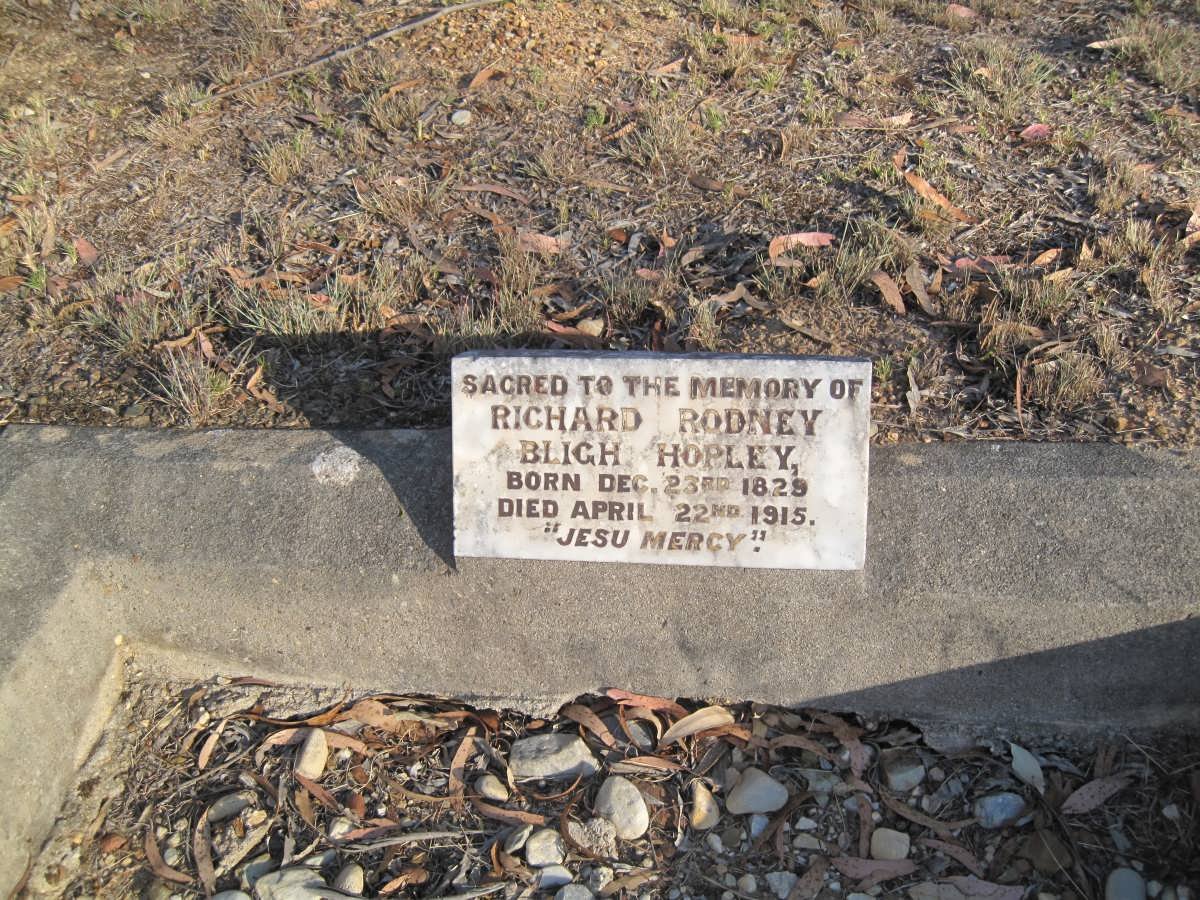 SACRED TO THE MEMORY OF
RICHARD RODNEY
BLIGH HOPLEY,
BORN DEC. 23RD 1829
DIED APRIL 22ND 1915.
"JESU MERCY".